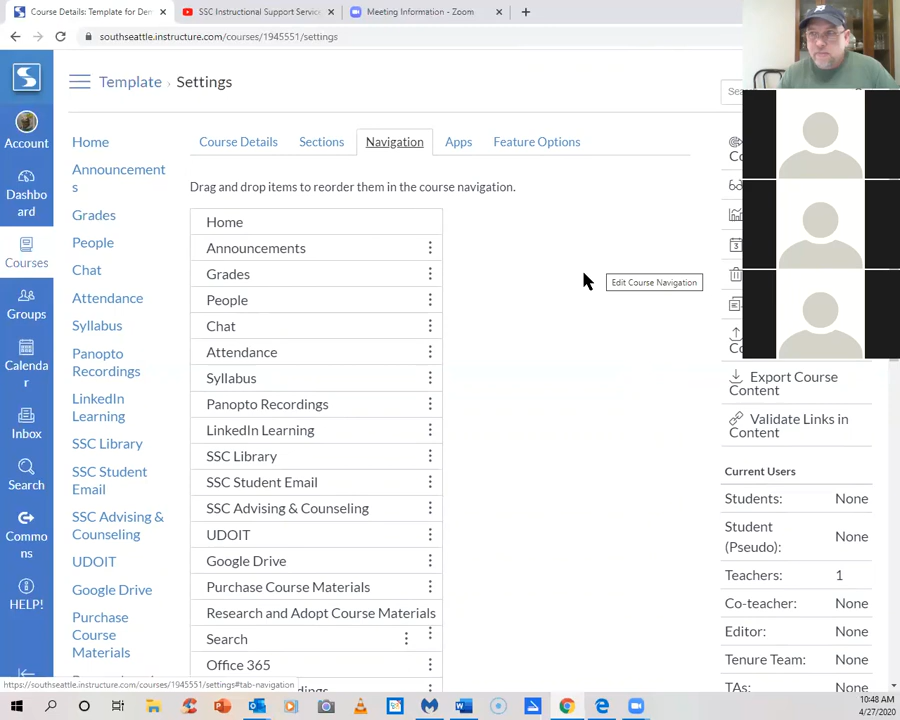 Course Details: Template for Den
SSC Instructional Support Service
Meeting Information - Zoom
southseattle.instructure.com/courses/1945551/settings
Account
Dashbo
ard
Courses
Groups
Calenda
r
Inbox
Search
Commo
ns
HELP!
Template › Settings
Home
Announcement
s
Grades
People
Chat
Attendance
Syllabus
Panopto
Recordings
LinkedIn
Learning
SSC Library
SSC Student
Email
SSC Advising &
Counseling
UDOIT
Google Drive
Purchase
Course
Materials
Course Details
Sections
Navigation
Apps
Feature Options
Drag and drop items to reorder them in the course navigation.
Home
Announcements
Grades
People
Chat
Attendance
Syllabus
Panopto Recordings
LinkedIn Learning
SSC Library
SSC Student Email
SSC Advising & Counseling
UDOIT
Google Drive
Purchase Course Materials
Research and Adopt Course Materials
Search
Office 365
Edit Course Navigation
Sea
Co
Co
Export Course
Content
Validate Links in
Content
Current Users
Students: None
Student
(Pseudo): None
Teachers: 1
Co-teacher: None
Editor: None
Tenure Team: None
TAs: None
https://southseattle.instructure.com/courses/1945551/settings#tab-navigation
10:48 AM
4/27/2020